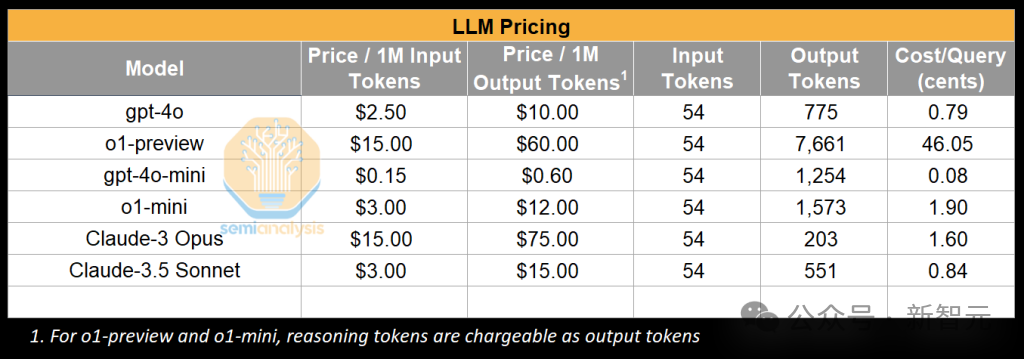 LLM Pricing
Model Price / 1M Input Tokens Price / 1M Output Tokens1 Input Tokens Output Tokens Cost/Query (cents)
gpt-4o $2.50 $10.00 54 775 0.79
o1-preview $15.00 $60.00 54 7,661 46.05
gpt-4o-mini $0.15 $0.60 54 1,254 0.08
o1-mini $3.00 $12.00 54 1,573 1.90
Claude-3 Opus $15.00 $75.00 54 203 1.60
Claude-3.5 Sonnet $3.00 $15.00 54 551 0.84
semianalysis
公众号 · 新智元
1. For o1-preview and o1-mini, reasoning tokens are chargeable as output tokens